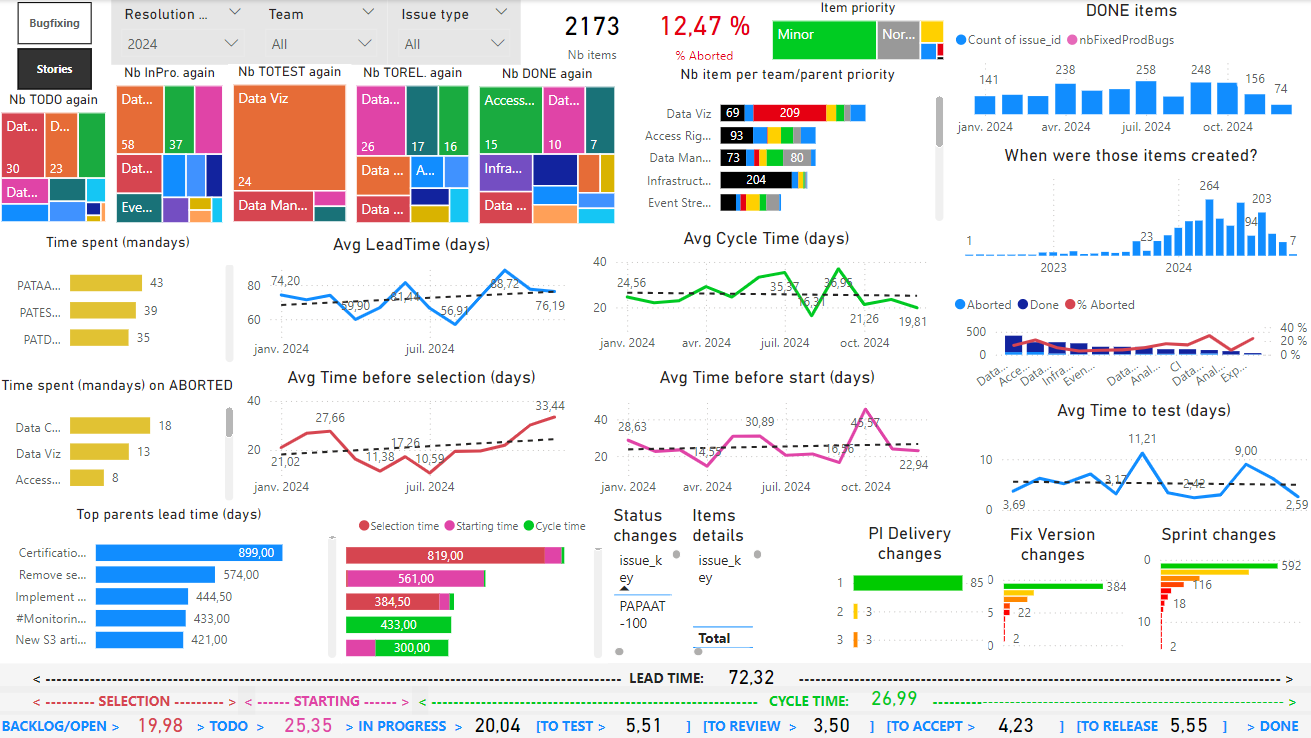 Bugfixing
Stories
Resolution ...
2024
Team
All
Issue type
All
2173
Nb items
12,47 %
% Aborted
Item priority
Minor
Nor...
DONE items
Count of issue_id
nbFixedProdBugs
141
238
258
248
156
74
janv. 2024
avr. 2024
juil. 2024
oct. 2024
Nb TODO again
Dat...
30
D...
23
Dat...
Nb InPro. again
Dat...
58
37
Dat...
Eve...
Nb TOTEST again
Data Viz
24
Data Man...
Nb TOREL. again
Data...
26
17
16
Data ...
A...
Data ...
Nb DONE again
Access...
15
Dat...
10
7
Infra...
Data ...
Nb item per team/parent priority
Data Viz
69
209
Access Rig...
93
Data Man...
73
80
Infrastruct...
204
Event Stre...
When were those items created?
1
23
264
94
203
7
2023
2024
Time spent (mandays)
PATAA...
43
PATES...
39
PATD...
35
Avg LeadTime (days)
80
60
74,20
59,90
81,44
56,91
88,72
76,19
janv. 2024
juil. 2024
Avg Cycle Time (days)
40
20
24,56
35,37
16,31
36,95
21,26
19,81
janv. 2024
avr. 2024
juil. 2024
oct. 2024
Aborted
Done
% Aborted
500
0
40 %
20 %
0 %
Data...
Acce...
Data...
Infra...
Even...
Data...
Anal...
CI
Data...
Anal...
Exp...
Time spent (mandays) on ABORTED
Data C...
18
Data Viz
13
Access...
8
Avg Time before selection (days)
40
20
21,02
27,66
11,38
17,26
10,59
33,44
janv. 2024
juil. 2024
Avg Time before start (days)
40
20
28,63
14,55
30,89
16,96
45,57
22,94
janv. 2024
avr. 2024
juil. 2024
oct. 2024
Avg Time to test (days)
10
0
3,69
3,17
11,21
2,42
9,00
2,59
Top parents lead time (days)
Certificatio...
899,00
Remove se...
574,00
Implement ...
444,50
#Monitorin...
433,00
New S3 arti...
421,00
Selection time
Starting time
Cycle time
819,00
561,00
384,50
433,00
300,00
Status
changes
issue_k
ey
PAPAAT
-100
Items
details
issue_k
ey
Total
PI Delivery
changes
1
85
2
3
3
3
Fix Version
changes
0
5
0
384
22
2
Sprint changes
0
10
592
116
18
2
< LEAD TIME: 72,32 >
< SELECTION > < STARTING > < CYCLE TIME: 26,99 >
BACKLOG/OPEN > 19,98 > TODO > 25,35 > IN PROGRESS > 20,04 [TO TEST > 5,51 ] [TO REVIEW > 3,50 ] [TO ACCEPT > 4,23 ] [TO RELEASE 5,55 ] > DONE